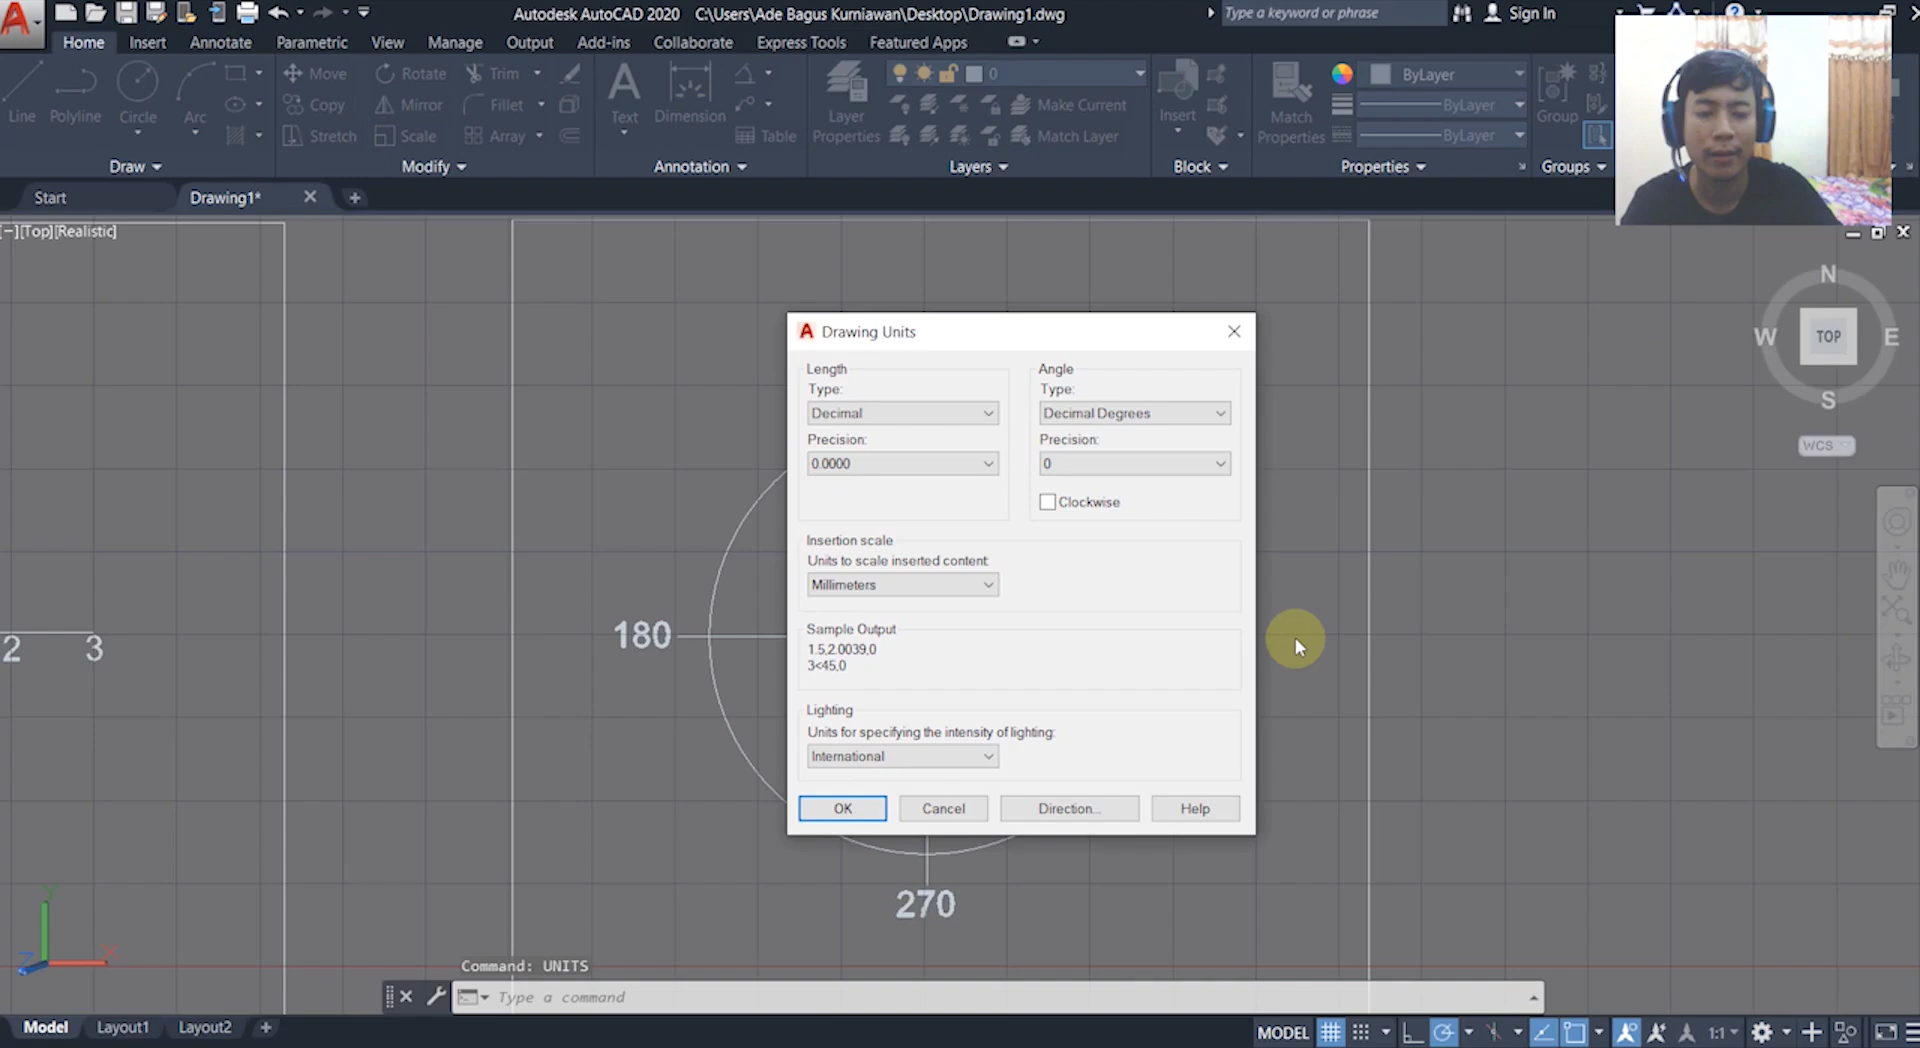 Autodesk AutoCAD 2020 C:\Users\Ade Bagus Kurniawan\Desktop\Drawing1.dwg
Type a keyword or phrase
Sign In
Home Insert Annotate Parametric View Manage Output Add-ins Collaborate Express Tools Featured Apps
Line Polyline Circle Arc
Move Rotate Trim
Copy Mirror Fillet
Stretch Scale Array
Text Dimension Table
Layer Properties
0
Make Current
Match Layer
Insert
Match Properties
ByLayer
ByLayer
ByLayer
Group
Draw Modify Annotation Layers Block Properties Groups
Start Drawing1*
[−][Top][Realistic]
N
W TOP E
S
WCS
A Drawing Units
Length
Type:
Decimal
Precision:
0.0000
Angle
Type:
Decimal Degrees
Precision:
0
Clockwise
Insertion scale
Units to scale inserted content:
Millimeters
Sample Output
1.5,2.0039,0
3<45,0
Lighting
Units for specifying the intensity of lighting:
International
OK Cancel Direction... Help
180
2 3
270
Y
X
Z
Command: UNITS
Type a command
Model Layout1 Layout2
MODEL 1:1